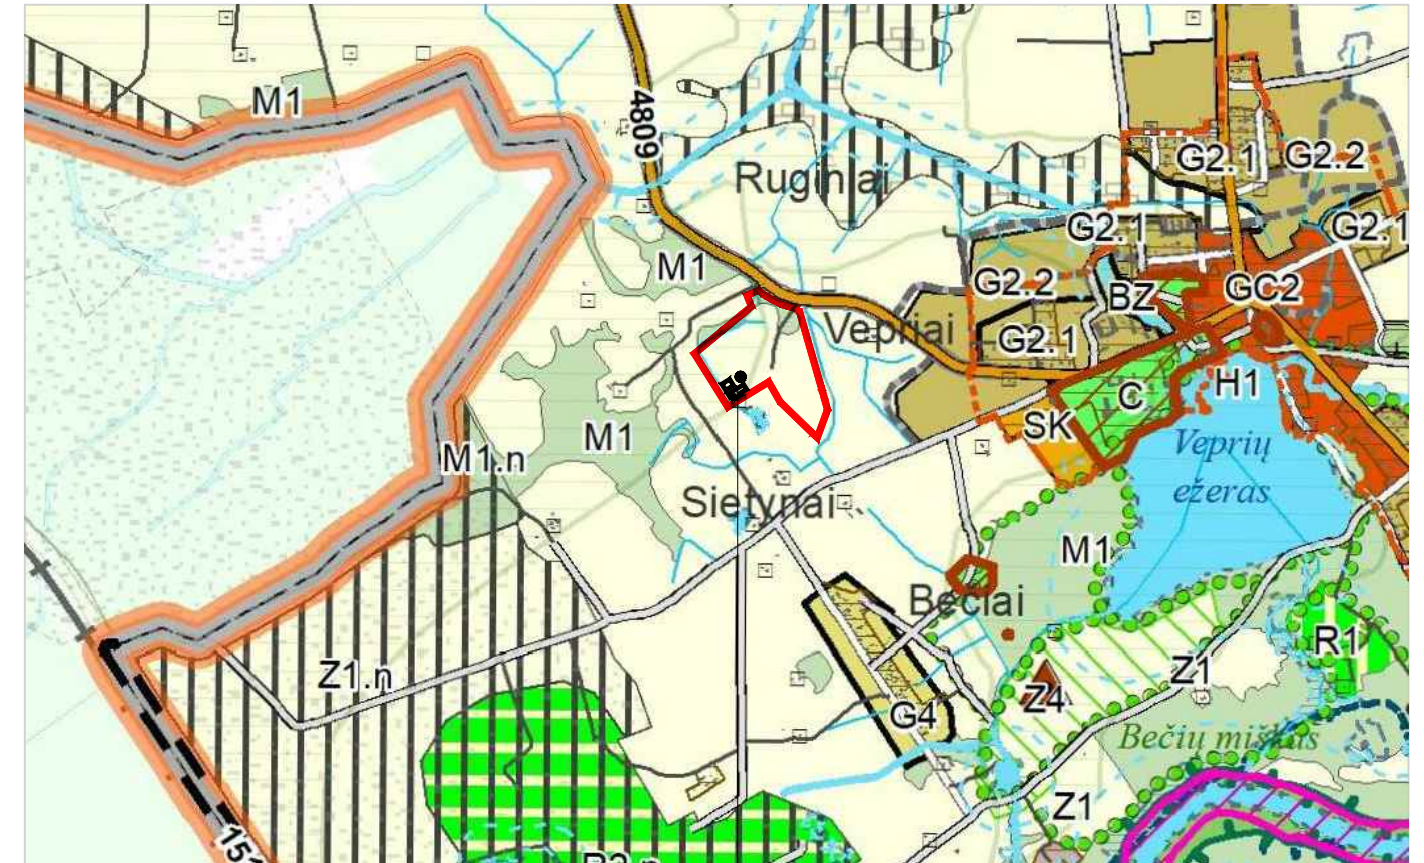 M1
4809
Ruginiai
G2.1
G2.2
G2.1
G2.1
M1
G2.2
BZ
GC2
Vepriai
G2.1
H1
C
SK
M1
Veprių
ežeras
M1.n
Sietynai
M1
Bečiai
R1
Z1.n
Z1
Z4
G4
Bečių miškas
Z1